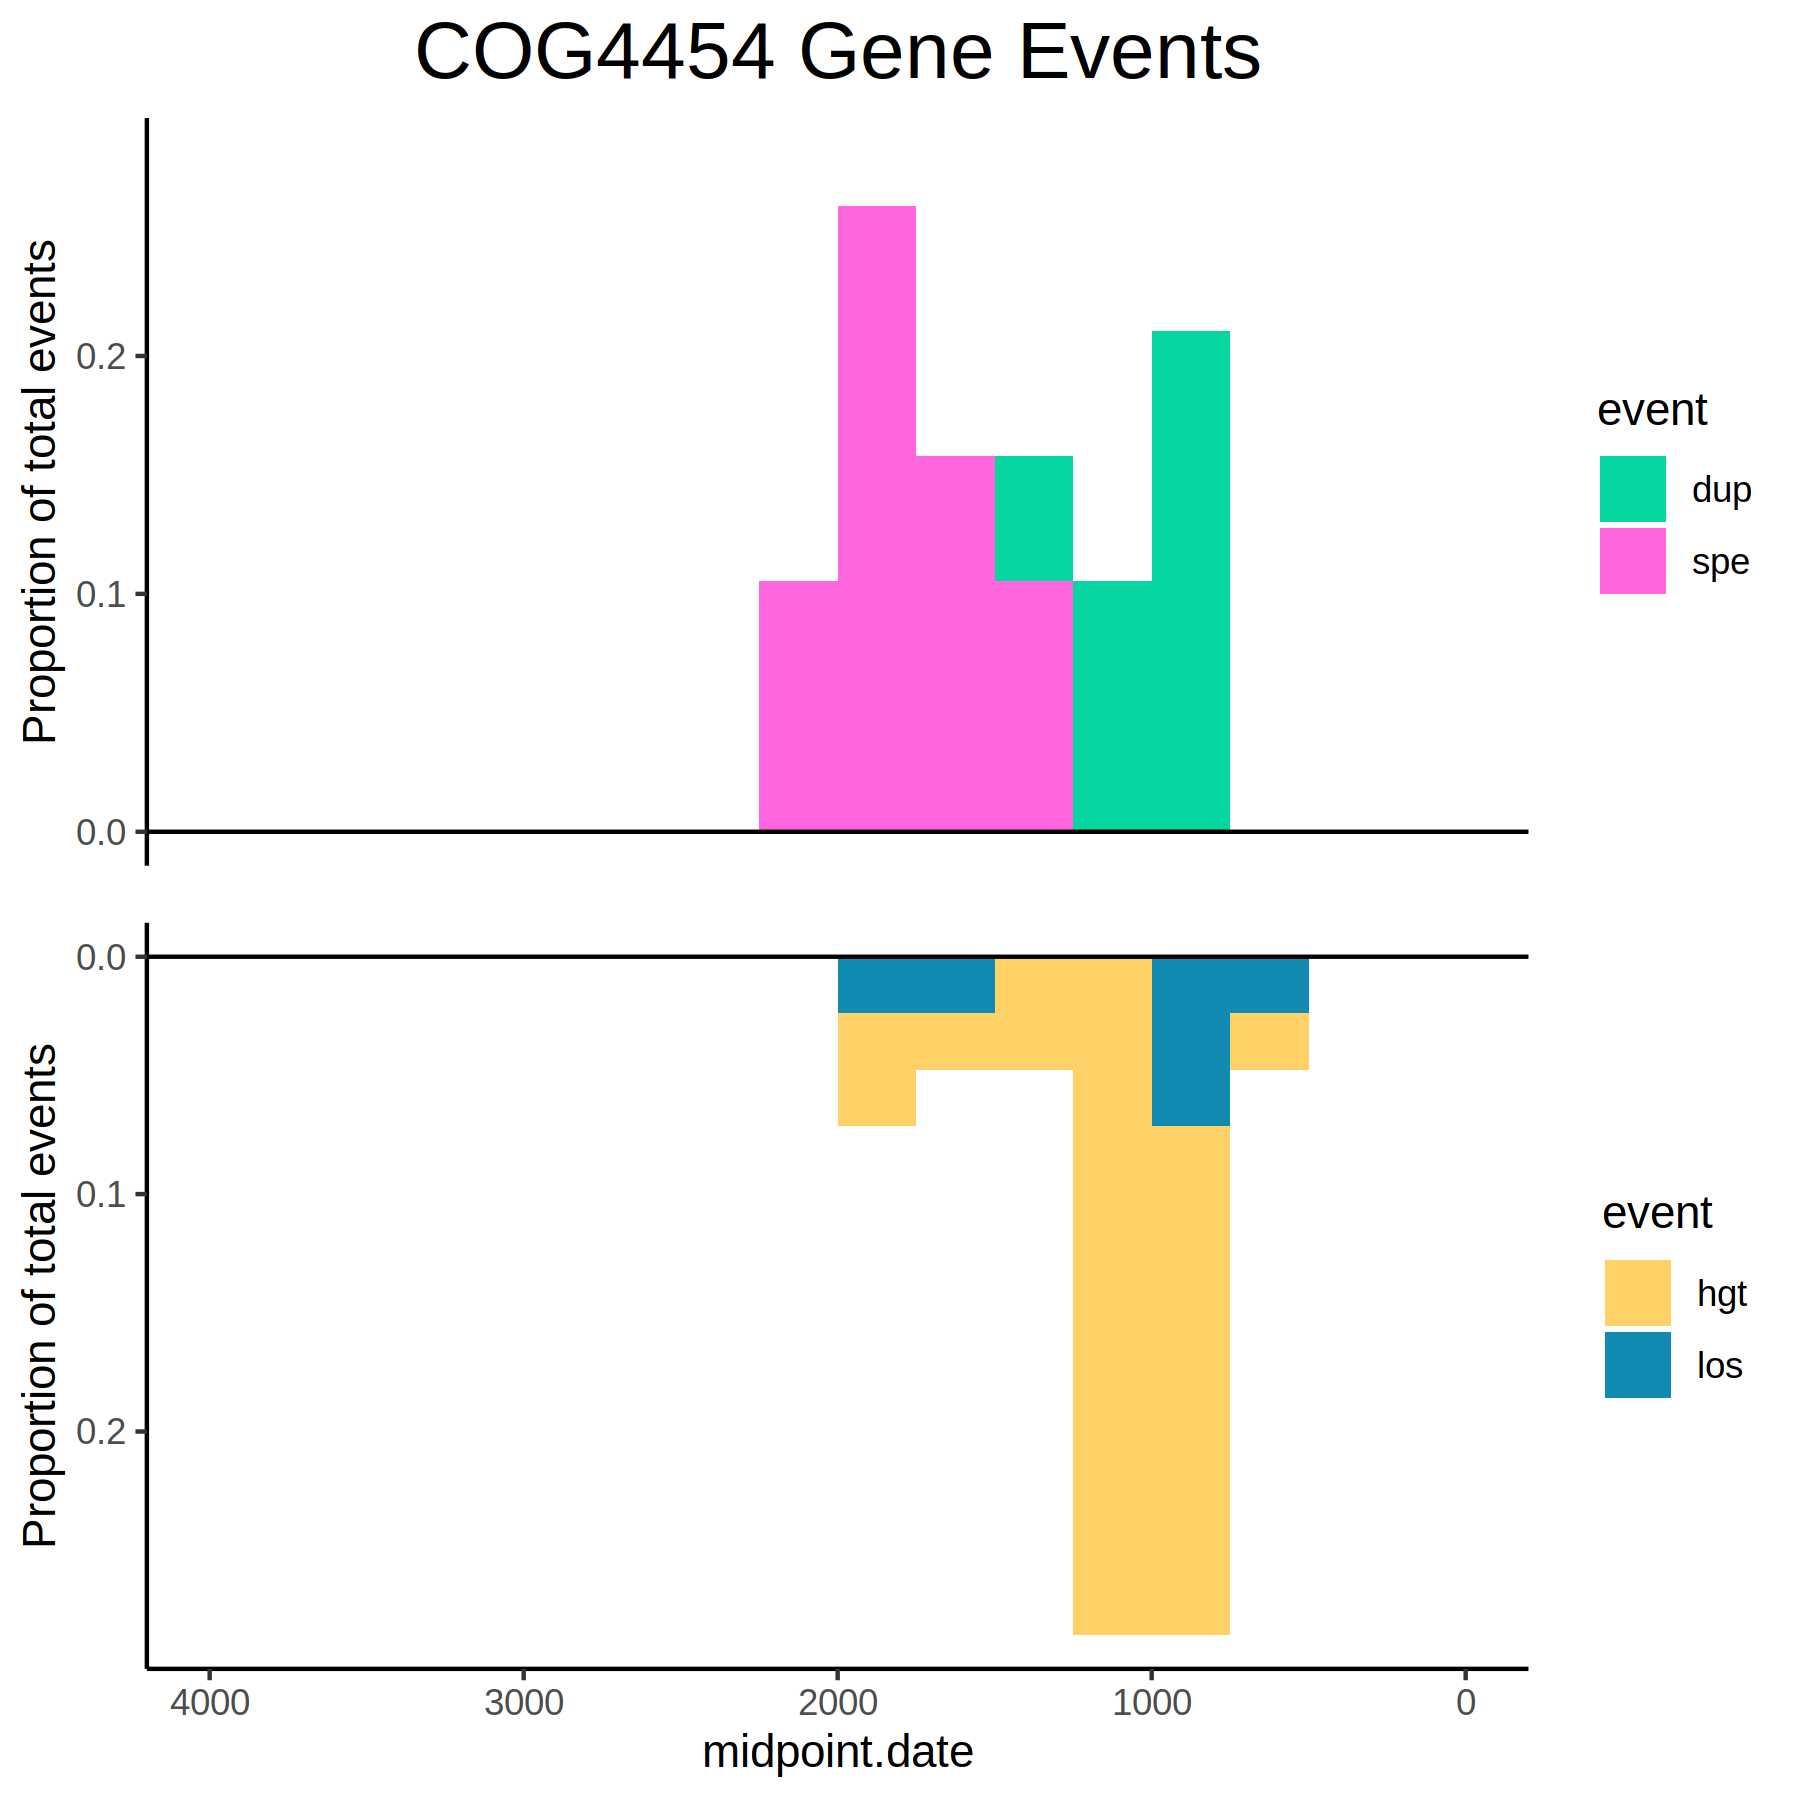 COG4454 Gene Events
Proportion of total events
0.2
0.1
0.0
event
dup
spe
Proportion of total events
0.0
0.1
0.2
event
hgt
los
4000 3000 2000 1000 0
midpoint.date